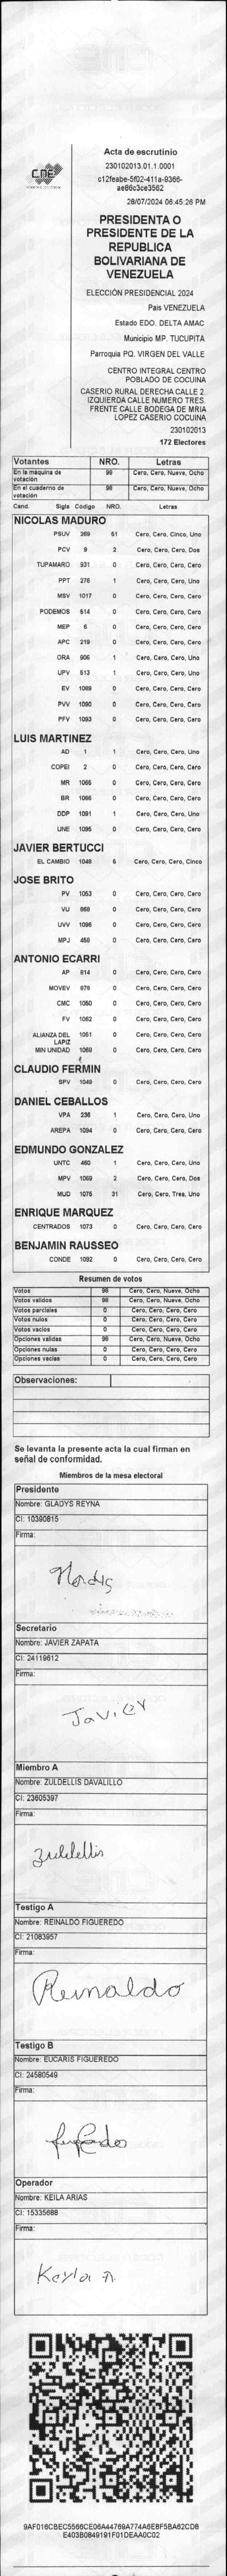 CNE
Acta de escrutinio
230102013.01.1.0001
c12feabe-5f02-411a-9366-
ae86c3ce3562
28/07/2024 06:45:26 PM
PRESIDENTA O
PRESIDENTE DE LA
REPUBLICA
BOLIVARIANA DE
VENEZUELA
ELECCIÓN PRESIDENCIAL 2024
Pais VENEZUELA
Estado EDO. DELTA AMAC
Municipio MP. TUCUPITA
Parroquia PQ. VIRGEN DEL VALLE
CENTRO INTEGRAL CENTRO
POBLADO DE COCUINA
CASERIO RURAL DERECHA CALLE 2.
IZQUIERDA CALLE NUMERO TRES.
FRENTE CALLE BODEGA DE MRIA
LOPEZ CASERIO COCUINA
230102013
172 Electores
Votantes NRO. Letras
En la máquina de votación 98 Cero, Cero, Nueve, Ocho
En el cuaderno de votación 98 Cero, Cero, Nueve, Ocho
Cand. Sigla Codigo NRO. Letras
NICOLAS MADURO
PSUV 269 51 Cero, Cero, Cinco, Uno
PCV 9 2 Cero, Cero, Cero, Dos
TUPAMARO 931 0 Cero, Cero, Cero, Cero
PPT 276 1 Cero, Cero, Cero, Uno
MSV 1017 0 Cero, Cero, Cero, Cero
PODEMOS 514 0 Cero, Cero, Cero, Cero
MEP 6 0 Cero, Cero, Cero, Cero
APC 219 0 Cero, Cero, Cero, Cero
ORA 906 1 Cero, Cero, Cero, Uno
UPV 513 1 Cero, Cero, Cero, Uno
EV 1089 0 Cero, Cero, Cero, Cero
PVV 1090 0 Cero, Cero, Cero, Cero
PFV 1093 0 Cero, Cero, Cero, Cero
LUIS MARTINEZ
AD 1 1 Cero, Cero, Cero, Uno
COPEI 2 0 Cero, Cero, Cero, Cero
MR 1065 0 Cero, Cero, Cero, Cero
BR 1066 0 Cero, Cero, Cero, Cero
DDP 1091 1 Cero, Cero, Cero, Uno
UNE 1095 0 Cero, Cero, Cero, Cero
JAVIER BERTUCCI
EL CAMBIO 1048 5 Cero, Cero, Cero, Cinco
JOSE BRITO
PV 1053 0 Cero, Cero, Cero, Cero
VU 868 0 Cero, Cero, Cero, Cero
UVV 1096 0 Cero, Cero, Cero, Cero
MPJ 458 0 Cero, Cero, Cero, Cero
ANTONIO ECARRI
AP 814 0 Cero, Cero, Cero, Cero
MOVEV 978 0 Cero, Cero, Cero, Cero
CMC 1050 0 Cero, Cero, Cero, Cero
FV 1062 0 Cero, Cero, Cero, Cero
ALIANZA DEL LAPIZ 1051 0 Cero, Cero, Cero, Cero
MIN UNIDAD 1069 0 Cero, Cero, Cero, Cero
CLAUDIO FERMIN
SPV 1049 0 Cero, Cero, Cero, Cero
DANIEL CEBALLOS
VPA 236 1 Cero, Cero, Cero, Uno
AREPA 1094 0 Cero, Cero, Cero, Cero
EDMUNDO GONZALEZ
UNTC 460 1 Cero, Cero, Cero, Uno
MPV 1069 2 Cero, Cero, Cero, Dos
MUD 1075 31 Cero, Cero, Tres, Uno
ENRIQUE MARQUEZ
CENTRADOS 1073 0 Cero, Cero, Cero, Cero
BENJAMIN RAUSSEO
CONDE 1092 0 Cero, Cero, Cero, Cero
Resumen de votos
Votos 98 Cero, Cero, Nueve, Ocho
Votos validos 98 Cero, Cero, Nueve, Ocho
Votos parciales 0 Cero, Cero, Cero, Cero
Votos nulos 0 Cero, Cero, Cero, Cero
Votos vacios 0 Cero, Cero, Cero, Cero
Opciones validas 98 Cero, Cero, Nueve, Ocho
Opciones nulas 0 Cero, Cero, Cero, Cero
Opciones vacias 0 Cero, Cero, Cero, Cero
Observaciones:
Se levanta la presente acta la cual firman en
señal de conformidad.
Miembros de la mesa electoral
Presidente
Nombre: GLADYS REYNA
CI: 10390815
Firma:
Secretario
Nombre: JAVIER ZAPATA
CI: 24119612
Firma:
Javier
Miembro A
Nombre: ZULDELLIS DAVALILLO
CI: 23605397
Firma:
Zuldellis
Testigo A
Nombre: REINALDO FIGUEREDO
CI: 21083957
Firma:
Reinaldo
Testigo B
Nombre: EUCARIS FIGUEREDO
CI: 24580549
Firma:
Operador
Nombre: KEILA ARIAS
CI: 15335688
Firma:
Keyla A
9AF016CBEC5566CE06A44769A774A6E8F5BA62CD8
E403B0849191F01DEAA0C02